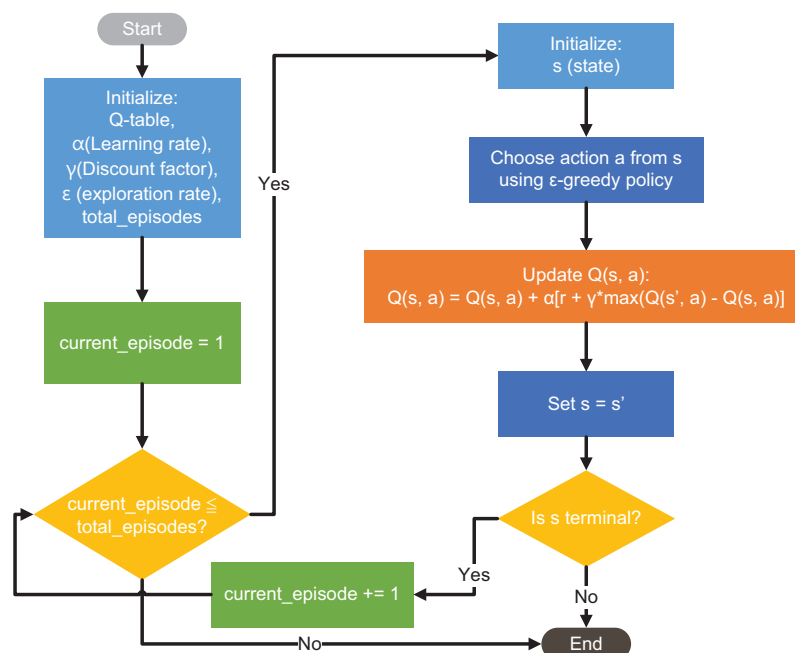 Start
Initialize:
Q-table,
α(Learning rate),
γ(Discount factor),
ε (exploration rate),
total_episodes
current_episode = 1
current_episode ≦
total_episodes?
Yes
No
Initialize:
s (state)
Choose action a from s
using ε-greedy policy
Update Q(s, a):
Q(s, a) = Q(s, a) + α[r + γ*max(Q(s', a) - Q(s, a)]
Set s = s’
Is s terminal?
Yes
current_episode += 1
No
End